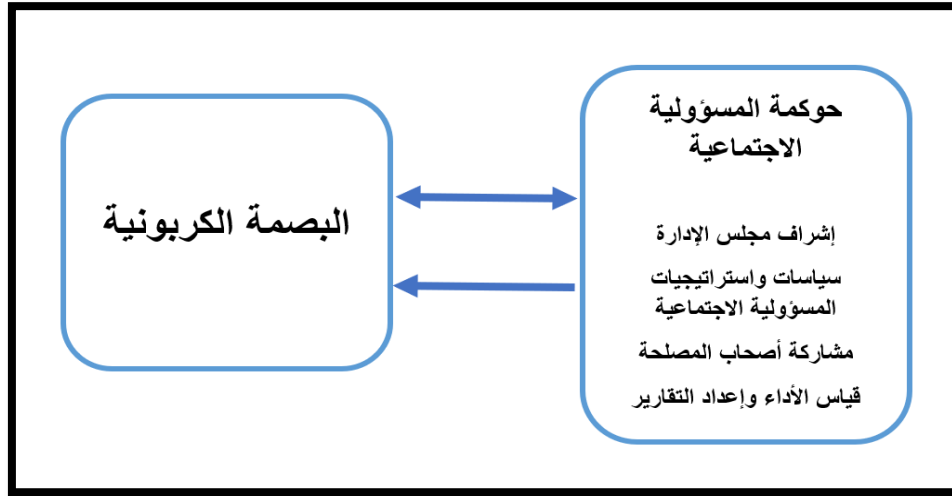 حوكمة المسؤولية
الاجتماعية
إشراف مجلس الإدارة
سياسات واستراتيجيات
المسؤولية الاجتماعية
مشاركة أصحاب المصلحة
قياس الأداء وإعداد التقارير
البصمة الكربونية